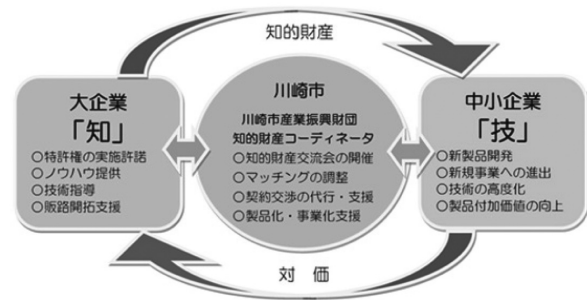 知的財産
大企業
「知」
○特許権の実施許諾
○ノウハウ提供
○技術指導
○販路開拓支援
川崎市
川崎市産業振興財団
知的財産コーディネータ
○知的財産交流会の開催
○マッチングの調整
○契約交渉の代行・支援
○製品化・事業化支援
中小企業
「技」
○新製品開発
○新規事業への進出
○技術の高度化
○製品付加価値の向上
対 価